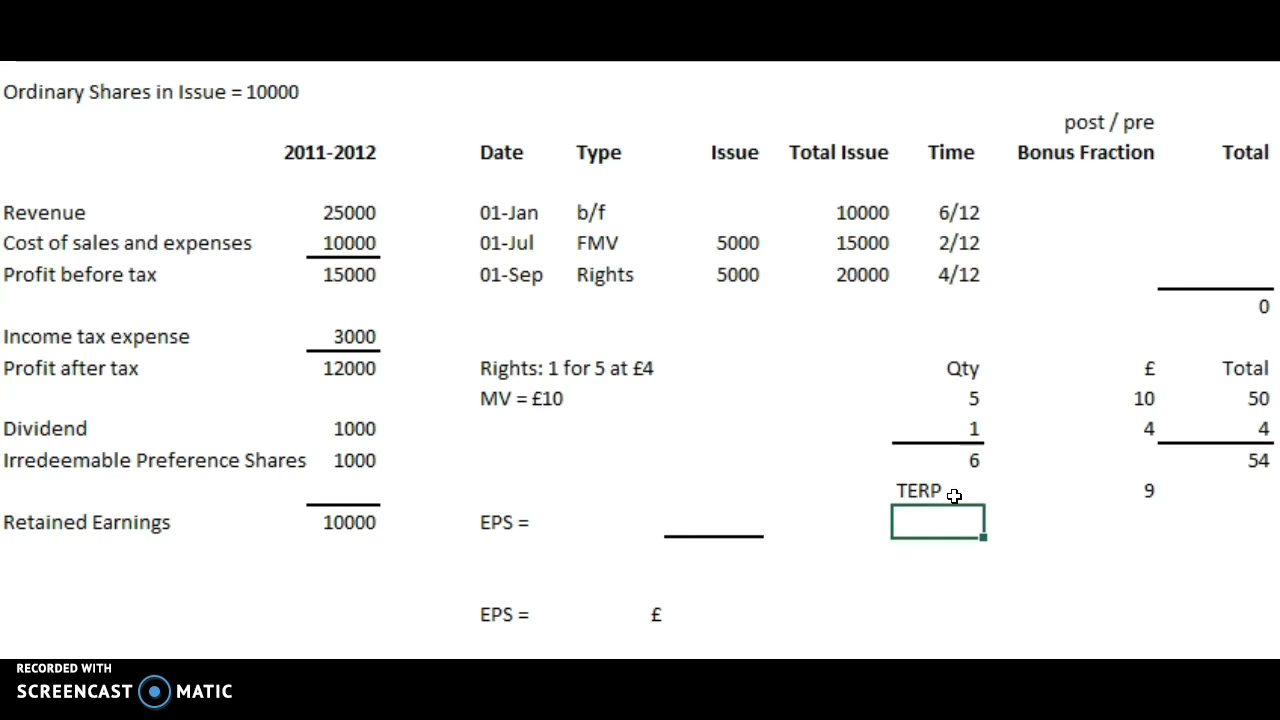 Ordinary Shares in Issue = 10000
post / pre
2011-2012 Date Type Issue Total Issue Time Bonus Fraction Total
Revenue 25000 01-Jan b/f 10000 6/12
Cost of sales and expenses 10000 01-Jul FMV 5000 15000 2/12
Profit before tax 15000 01-Sep Rights 5000 20000 4/12
0
Income tax expense 3000
Profit after tax 12000 Rights: 1 for 5 at £4 Qty £ Total
MV = £10 5 10 50
Dividend 1000 1 4 4
Irredeemable Preference Shares 1000 6 54
TERP 9
Retained Earnings 10000 EPS =
EPS = £
RECORDED WITH
SCREENCAST MATIC